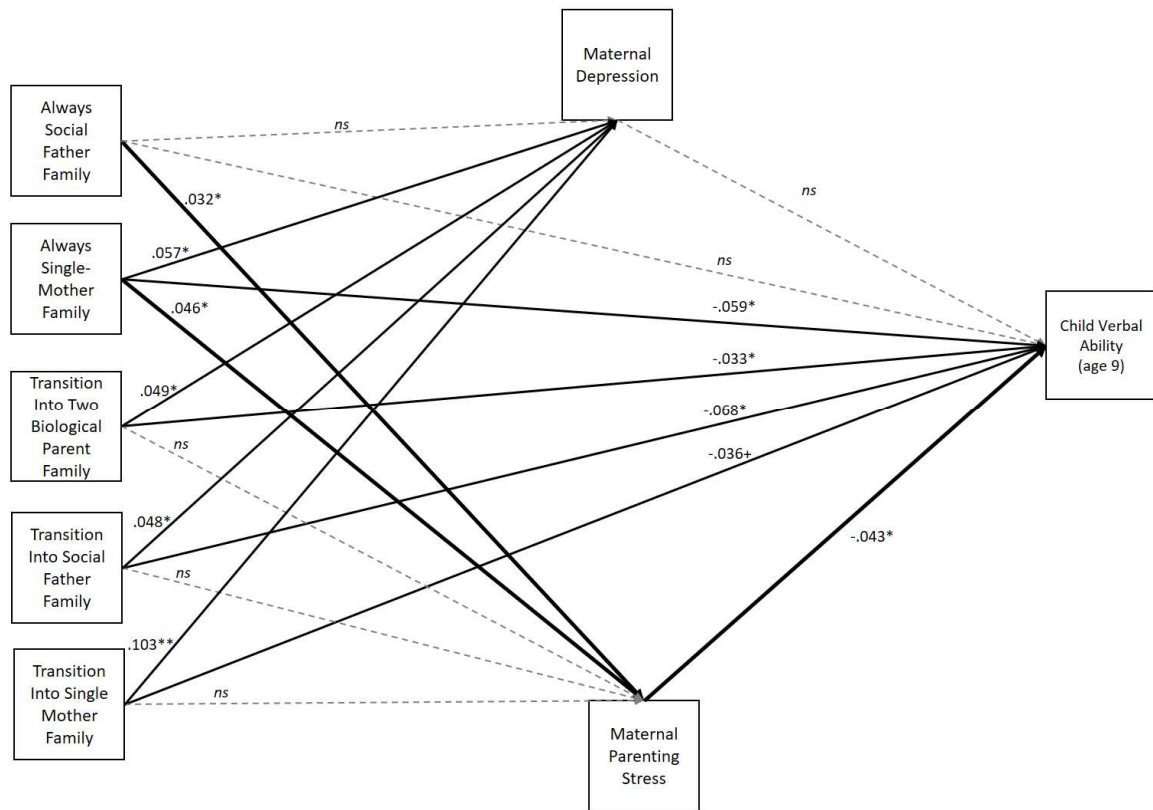 Maternal
Depression
Always
Social
Father
Family
ns
.032*
ns
Always
Single-
Mother
Family
.057*
.046*
ns
-.059*
Child Verbal
Ability
(age 9)
Transition
Into Two
Biological
Parent
Family
.049*
ns
-.033*
-.068*
-.036+
Transition
Into Social
Father
Family
.048*
ns
-.043*
Transition
Into Single
Mother
Family
.103**
ns
Maternal
Parenting
Stress